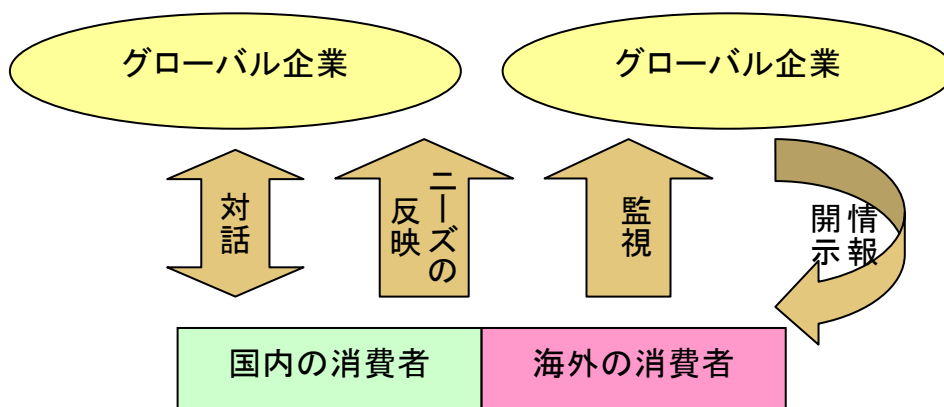 グローバル企業
グローバル企業
対話
ニーズの
反映
監視
情報
開示
国内の消費者
海外の消費者